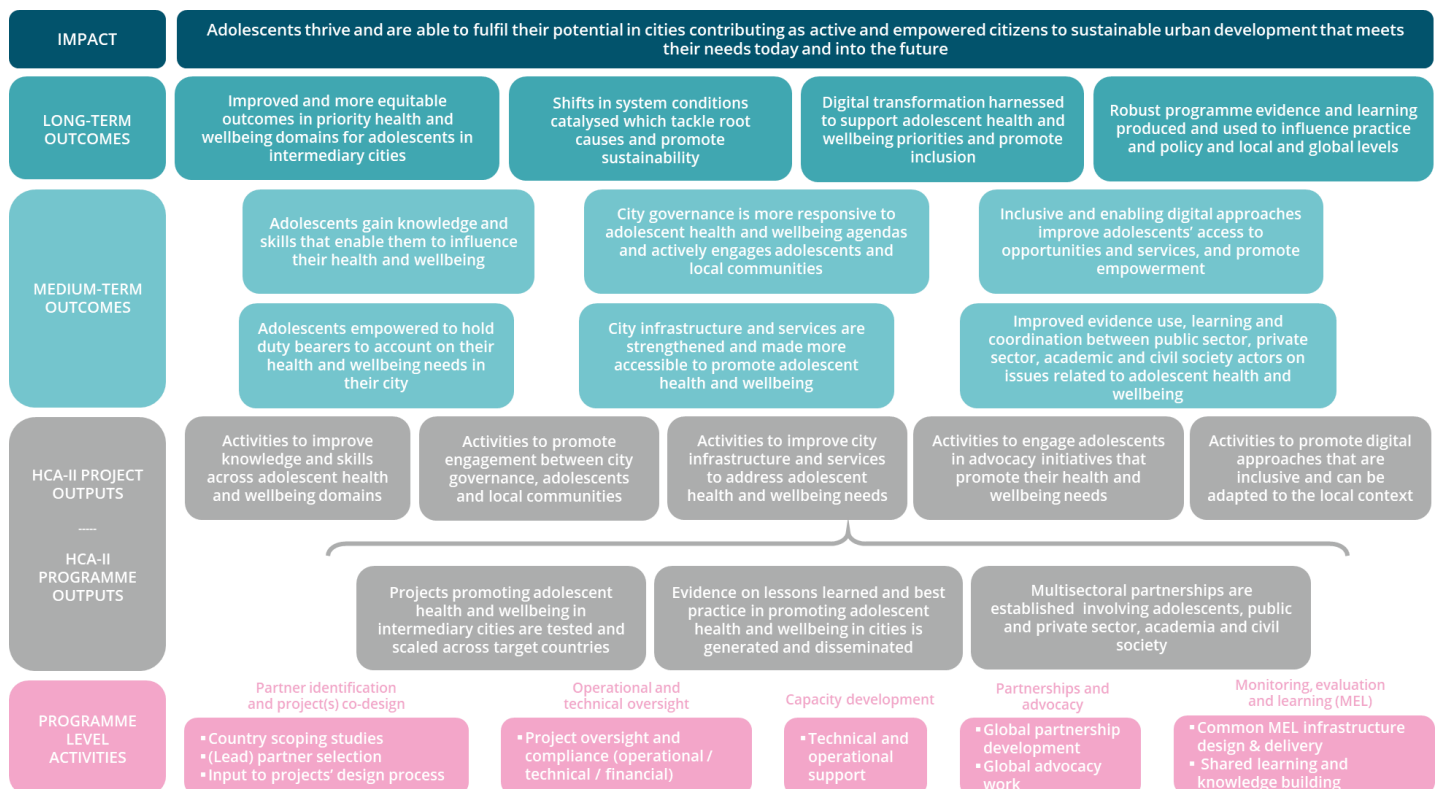 IMPACT
Adolescents thrive and are able to fulfil their potential in cities contributing as active and empowered citizens to sustainable urban development that meets
their needs today and into the future
LONG-TERM
OUTCOMES
Improved and more equitable
outcomes in priority health and
wellbeing domains for adolescents in
intermediary cities
Shifts in system conditions
catalysed which tackle root
causes and promote
sustainability
Digital transformation harnessed
to support adolescent health and
wellbeing priorities and promote
inclusion
Robust programme evidence and learning
produced and used to influence practice
and policy and local and global levels
MEDIUM-TERM
OUTCOMES
Adolescents gain knowledge and
skills that enable them to influence
their health and wellbeing
City governance is more responsive to
adolescent health and wellbeing agendas
and actively engages adolescents and
local communities
Inclusive and enabling digital approaches
improve adolescents' access to
opportunities and services, and promote
empowerment
Adolescents empowered to hold
duty bearers to account on their
health and wellbeing needs in
their city
City infrastructure and services are
strengthened and made more
accessible to promote adolescent
health and wellbeing
Improved evidence use, learning and
coordination between public sector, private
sector, academic and civil society actors on
issues related to adolescent health and
wellbeing
HCA-II PROJECT
OUTPUTS
----
HCA-II
PROGRAMME
OUTPUTS
Activities to improve
knowledge and skills
across adolescent health
and wellbeing domains
Activities to promote
engagement between city
governance, adolescents
and local communities
Activities to improve city
infrastructure and services
to address adolescent
health and wellbeing needs
Activities to engage adolescents
in advocacy initiatives that
promote their health and
wellbeing needs
Activities to promote digital
approaches that are
inclusive and can be
adapted to the local context
Projects promoting adolescent
health and wellbeing in
intermediary cities are tested and
scaled across target countries
Evidence on lessons learned and best
practice in promoting adolescent
health and wellbeing in cities is
generated and disseminated
Multisectoral partnerships are
established involving adolescents, public
and private sector, academia and civil
society
PROGRAMME
LEVEL
ACTIVITIES
Partner identification
and project(s) co-design
▪Country scoping studies
▪(Lead) partner selection
▪Input to projects' design process
Operational and
technical oversight
▪Project oversight and
compliance (operational /
technical / financial)
Capacity development
▪Technical and
operational
support
Partnerships and
advocacy
▪Global partnership
development
▪Global advocacy
work
Monitoring, evaluation
and learning (MEL)
▪Common MEL infrastructure
design & delivery
▪ Shared learning and
knowledge building